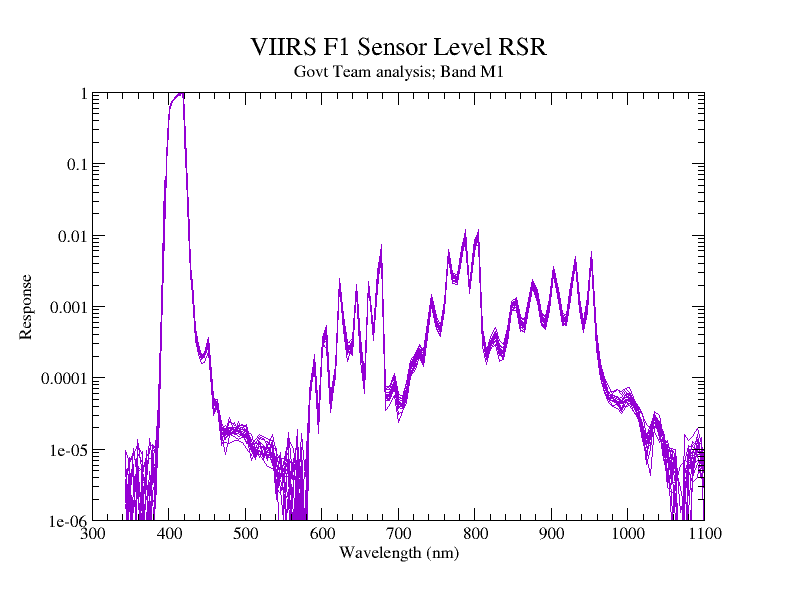 VIIRS F1 Sensor Level RSR
Govt Team analysis; Band M1
1
0.1
0.01
0.001
0.0001
1e-05
1e-06
Response
300 400 500 600 700 800 900 1000 1100
Wavelength (nm)